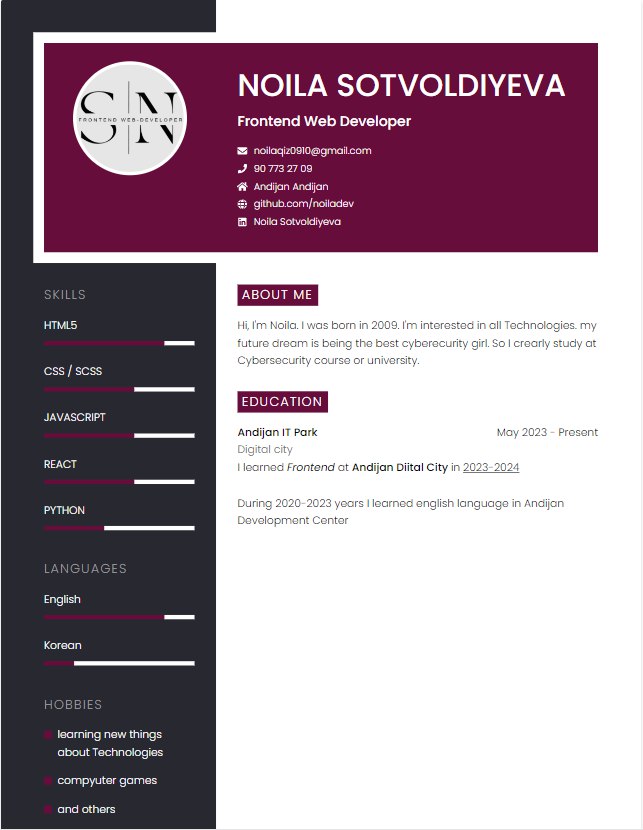 SN
FRONTEND WEB-DEVELOPER
NOILA SOTVOLDIYEVA
Frontend Web Developer
noilaqiz0910@gmail.com
90 773 27 09
Andijan Andijan
github.com/noiladev
Noila Sotvoldiyeva
SKILLS
HTML5
CSS / SCSS
JAVASCRIPT
REACT
PYTHON
LANGUAGES
English
Korean
HOBBIES
learning new things
about Technologies
compyuter games
and others
ABOUT ME
Hi, I'm Noila. I was born in 2009. I'm interested in all Technologies. my
future dream is being the best cyberecurity girl. So I crearly study at
Cybersecurity course or university.
EDUCATION
Andijan IT Park May 2023 - Present
Digital city
I learned Frontend at Andijan Diital City in 2023-2024
During 2020-2023 years I learned english language in Andijan
Development Center